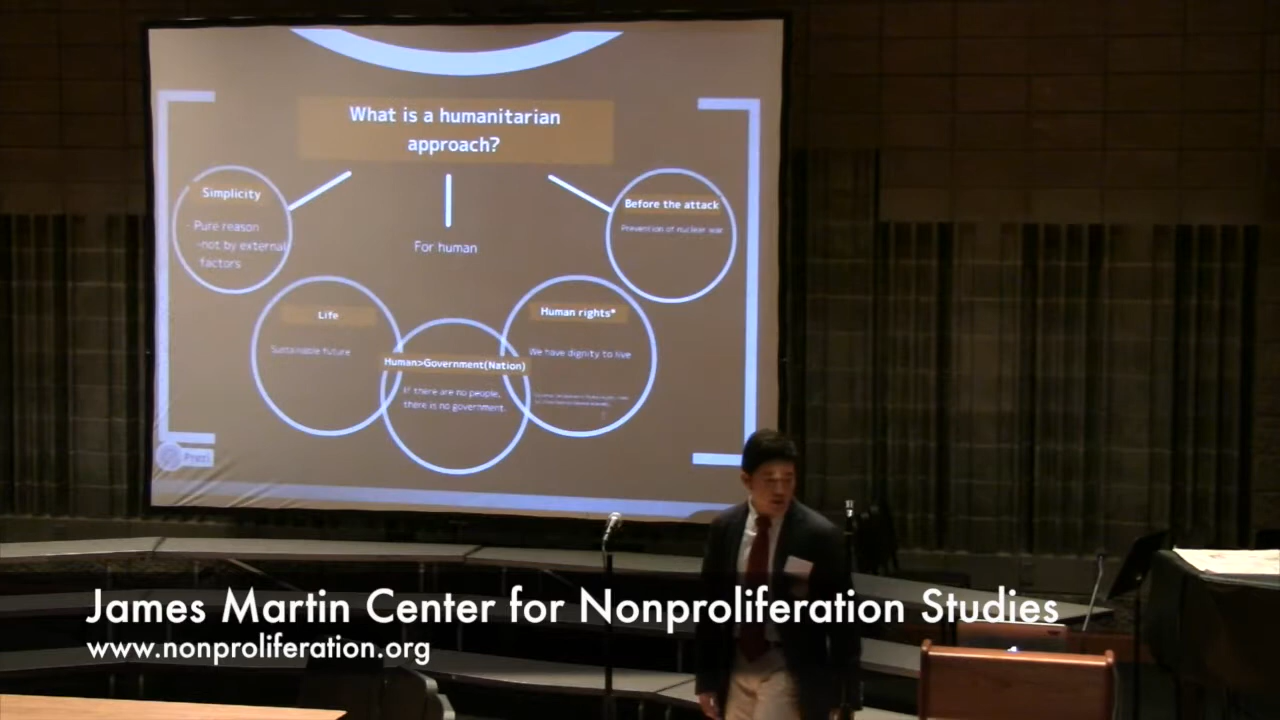 What is a humanitarian
approach?
Simplicity
- Pure reason
-not by external
factors
For human
Before the attack
Prevention of nuclear war
Life
Sustainable future
Human>Government(Nation)
If there are no people,
there is no government.
Human rights*
We have dignity to live
Prezi
James Martin Center for Nonproliferation Studies
www.nonproliferation.org